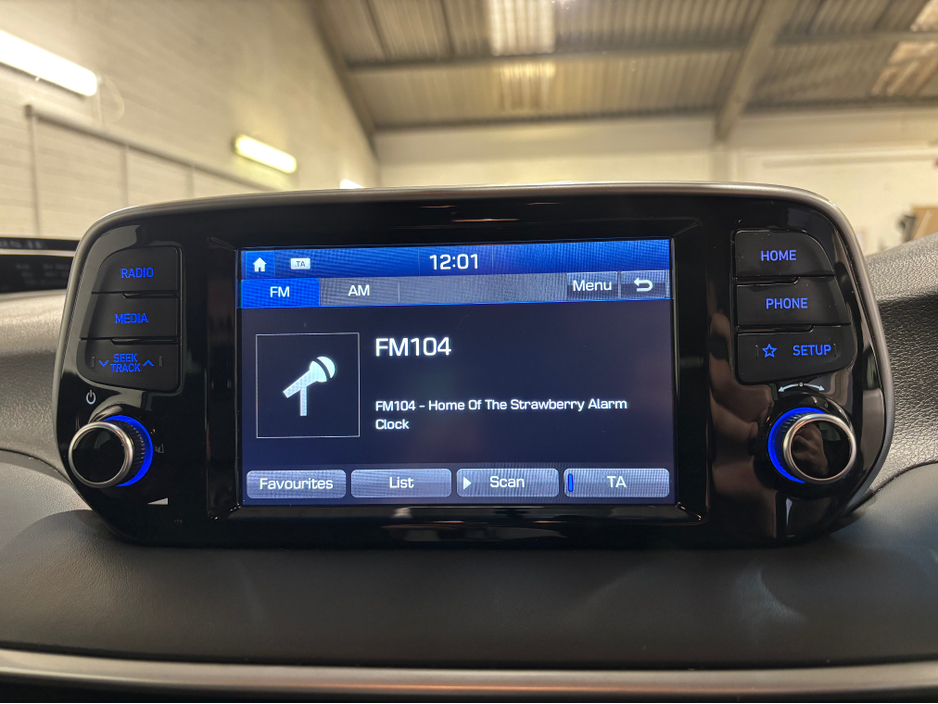 RADIO
MEDIA
SEEK
TRACK
TA
12:01
FM AM Menu
FM104
FM104 - Home Of The Strawberry Alarm
Clock
Favourites List Scan TA
HOME
PHONE
SETUP